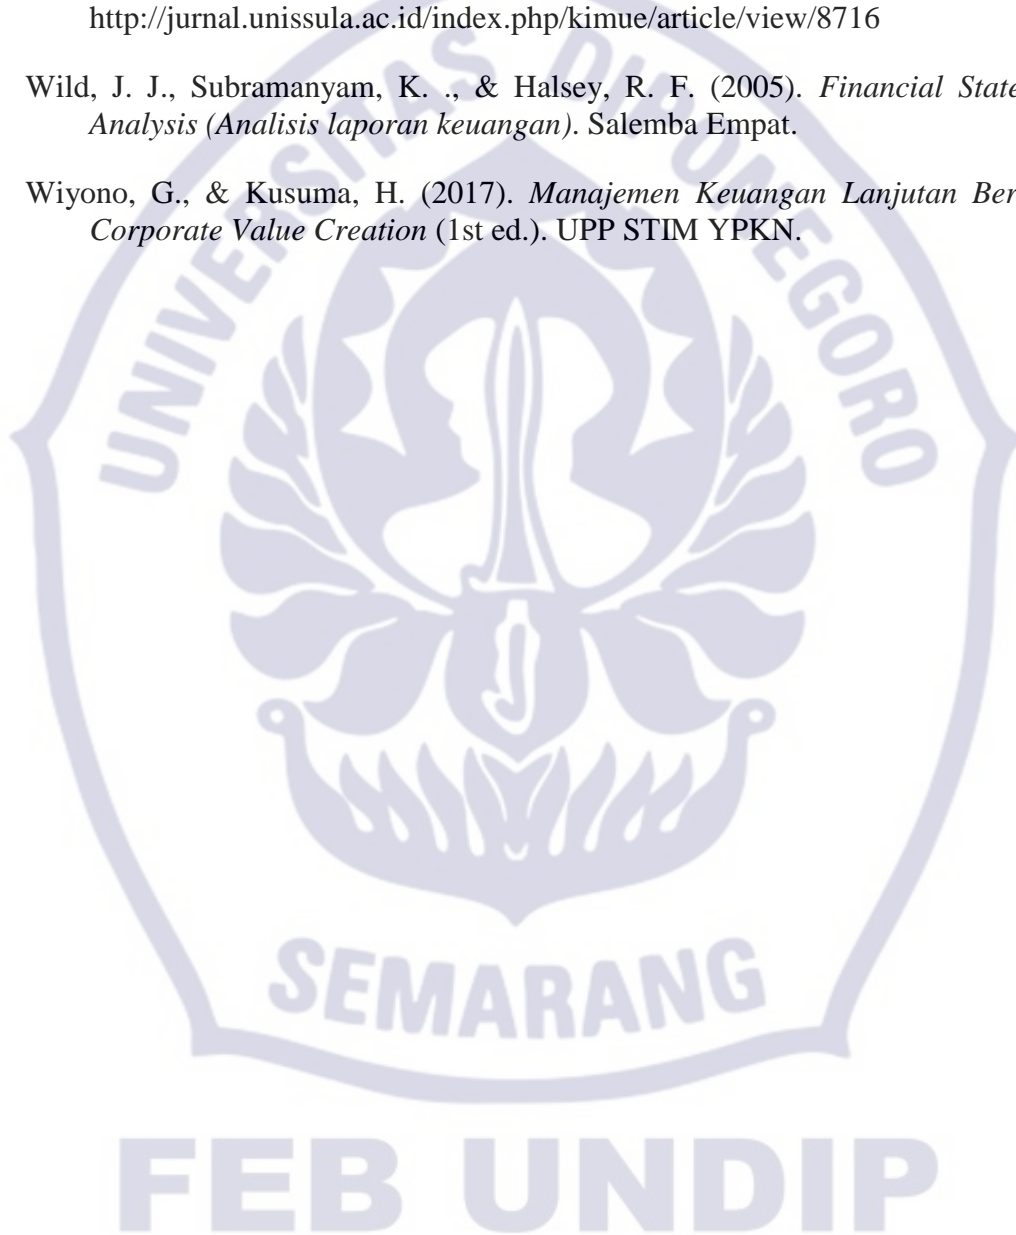 http://jurnal.unissula.ac.id/index.php/kimue/article/view/8716
Wild, J. J., Subramanyam, K. ., & Halsey, R. F. (2005). Financial State
Analysis (Analisis laporan keuangan). Salemba Empat.
Wiyono, G., & Kusuma, H. (2017). Manajemen Keuangan Lanjutan Ber
Corporate Value Creation (1st ed.). UPP STIM YPKN.
UNIVERSITAS DIPONEGORO
SEMARANG
FEB UNDIP